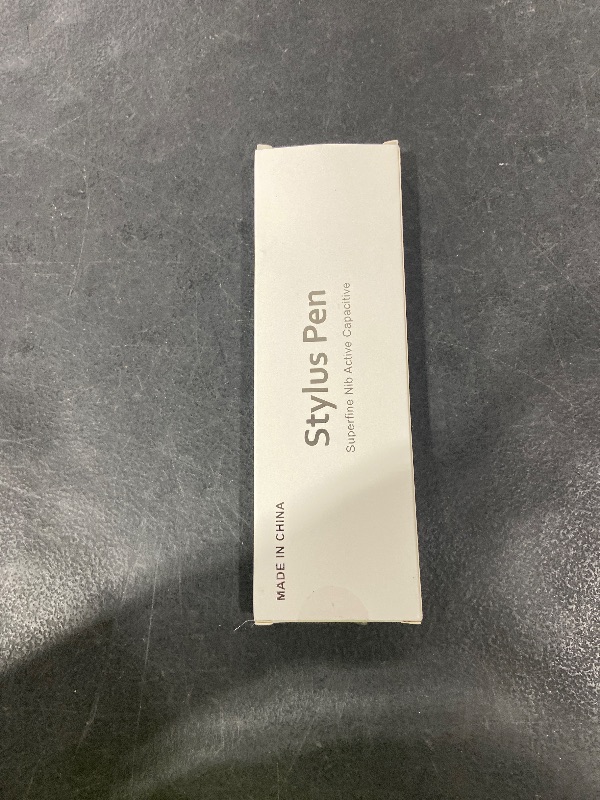 MADE IN CHINA
Stylus Pen
Superfine Nib Active Capacitive